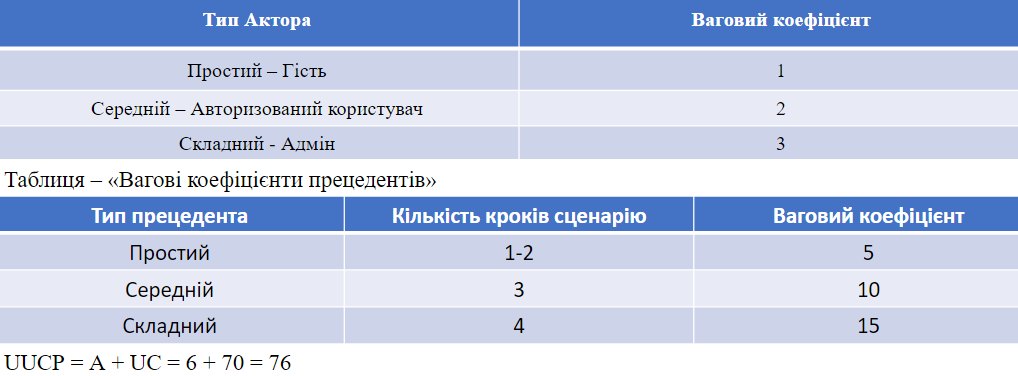 Тип Актора Ваговий коефіцієнт
Простий – Гість 1
Середній – Авторизований користувач 2
Складний - Адмін 3
Таблиця – «Вагові коефіцієнти прецедентів»
Тип прецедента Кількість кроків сценарію Ваговий коефіцієнт
Простий 1-2 5
Середній 3 10
Складний 4 15
UUCP = A + UC = 6 + 70 = 76